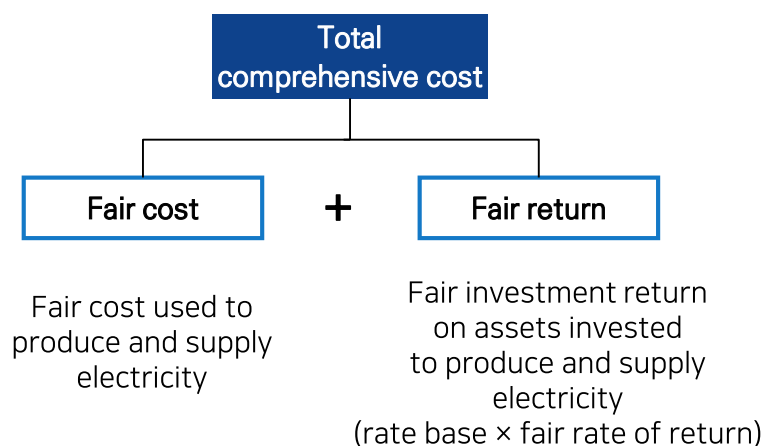 Total
comprehensive cost
Fair cost
+
Fair return
Fair cost used to
produce and supply
electricity
Fair investment return
on assets invested
to produce and supply
electricity
(rate base × fair rate of return)